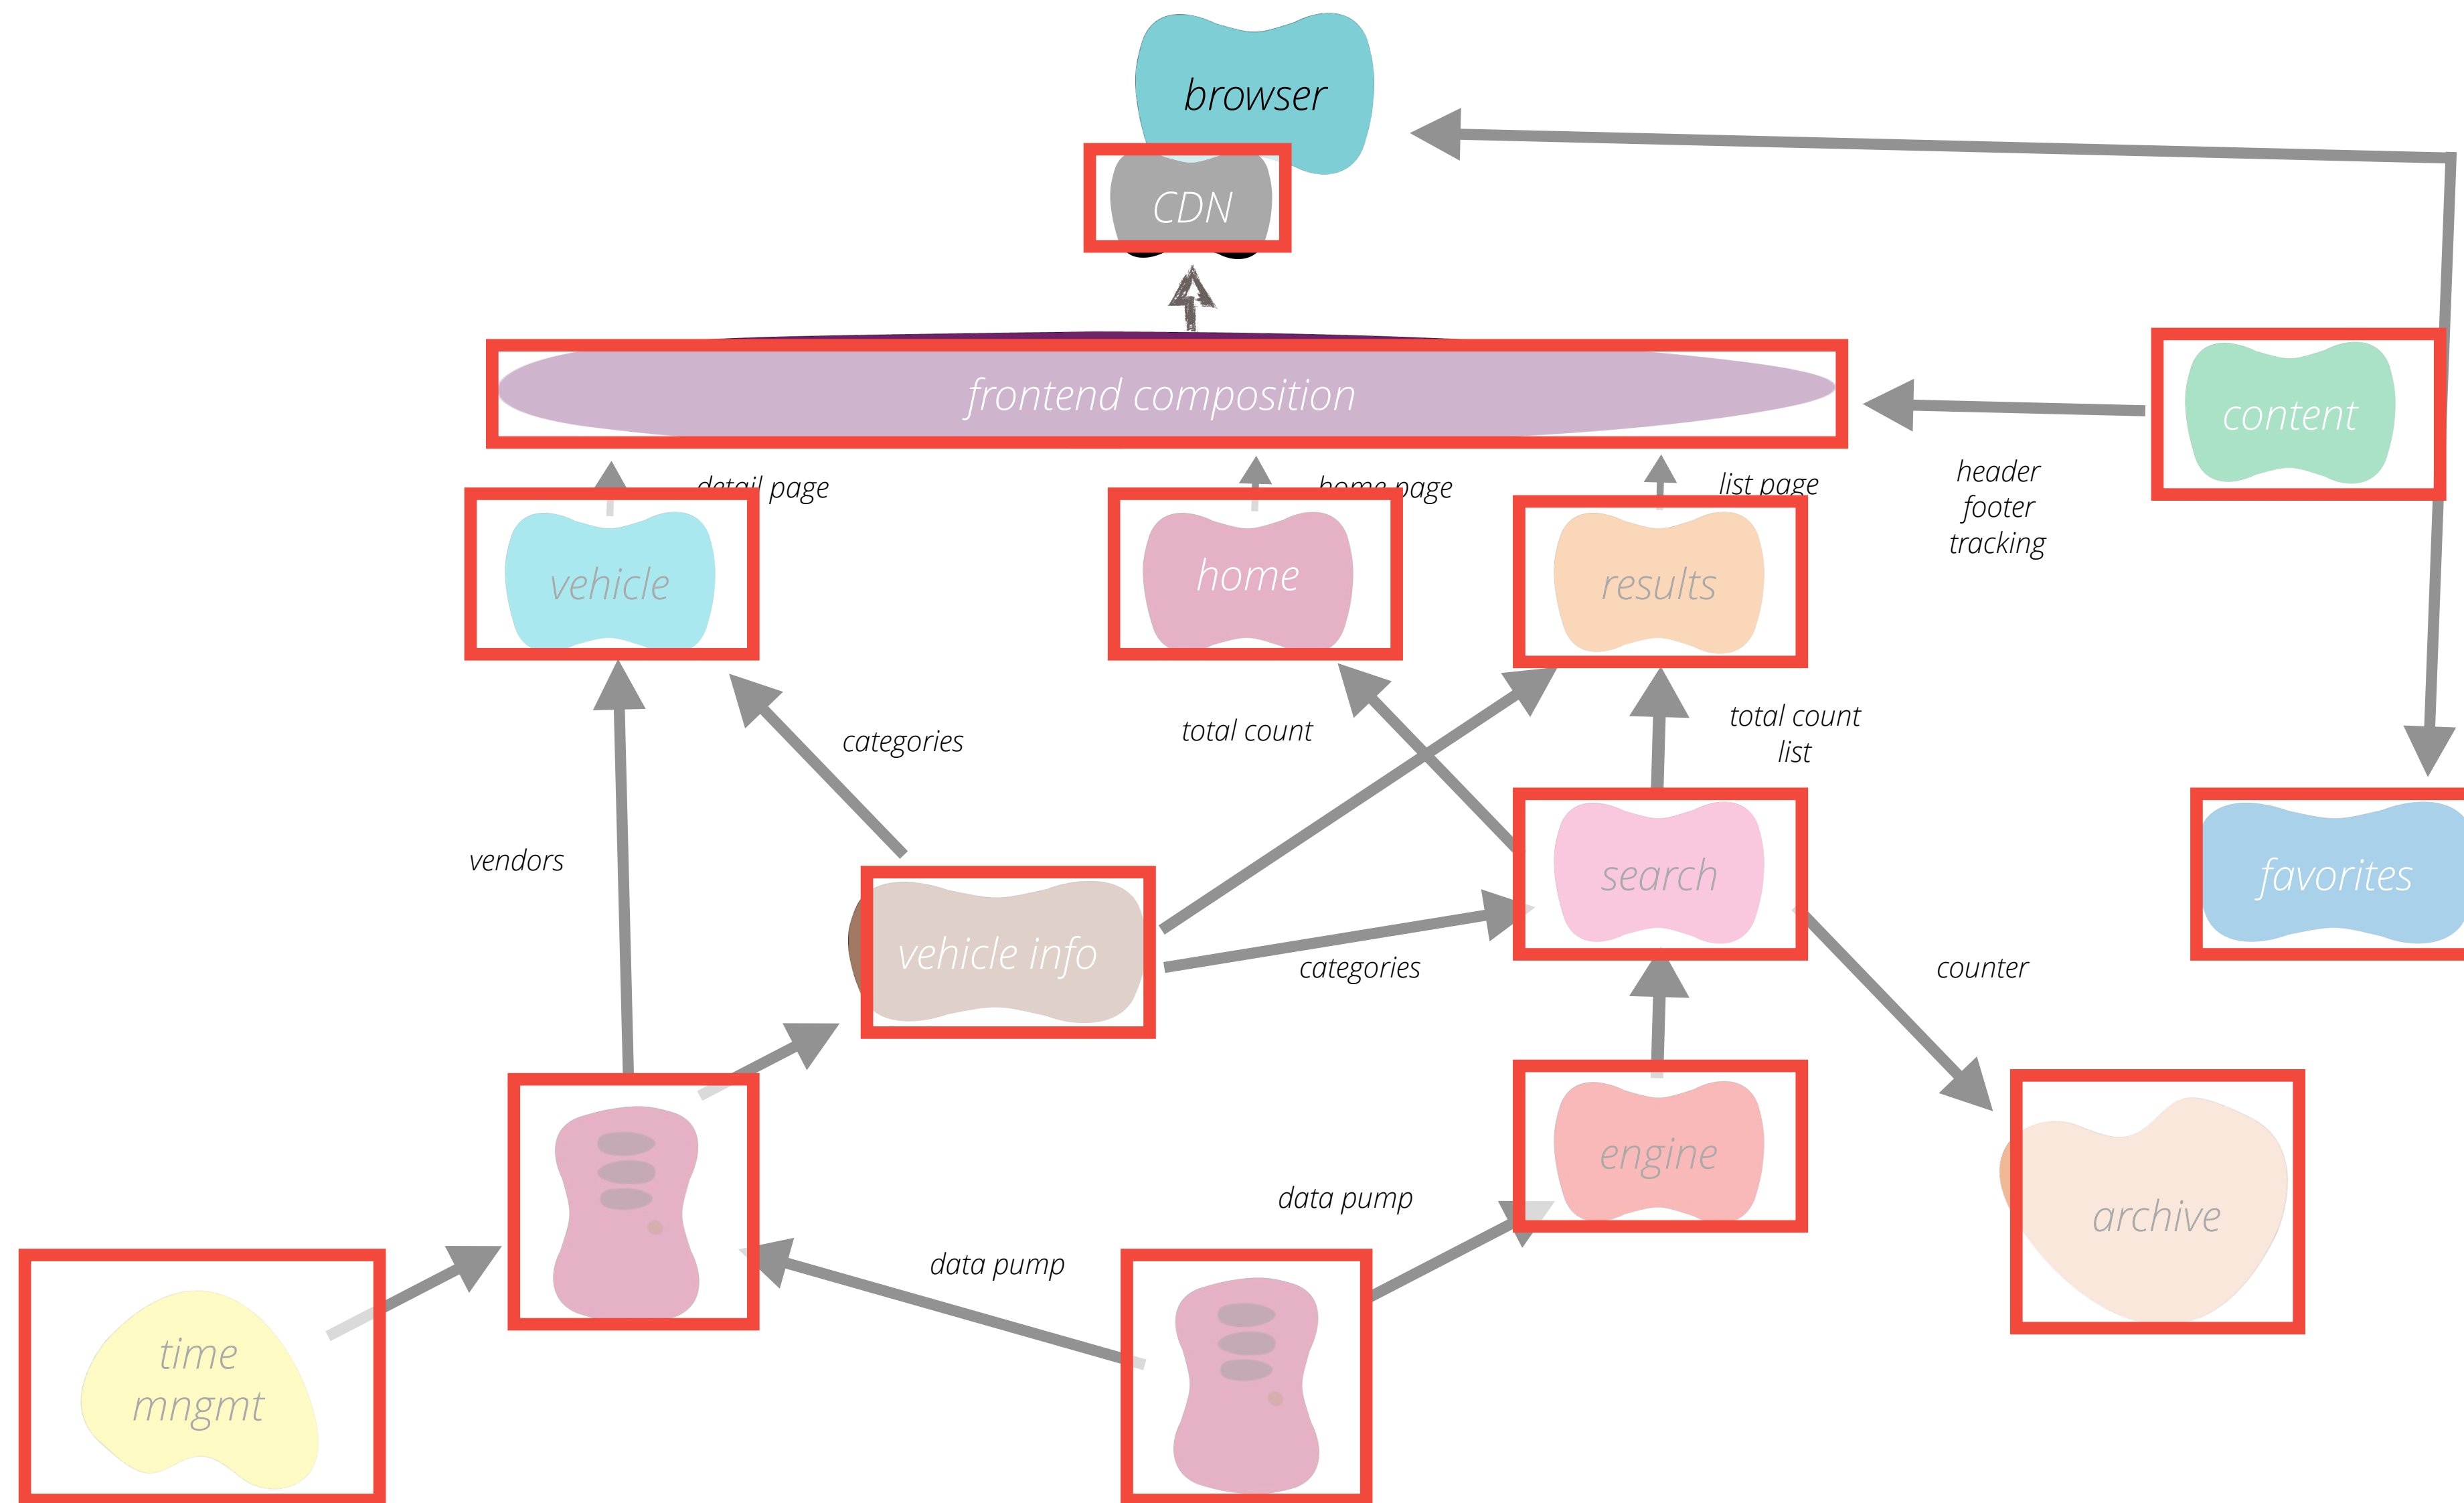 browser
CDN
frontend composition
content
detail page
home page
list page
header
footer
tracking
vehicle
home
results
categories
total count
total count
list
vendors
search
favorites
vehicle info
categories
counter
engine
data pump
archive
data pump
time
mngmt